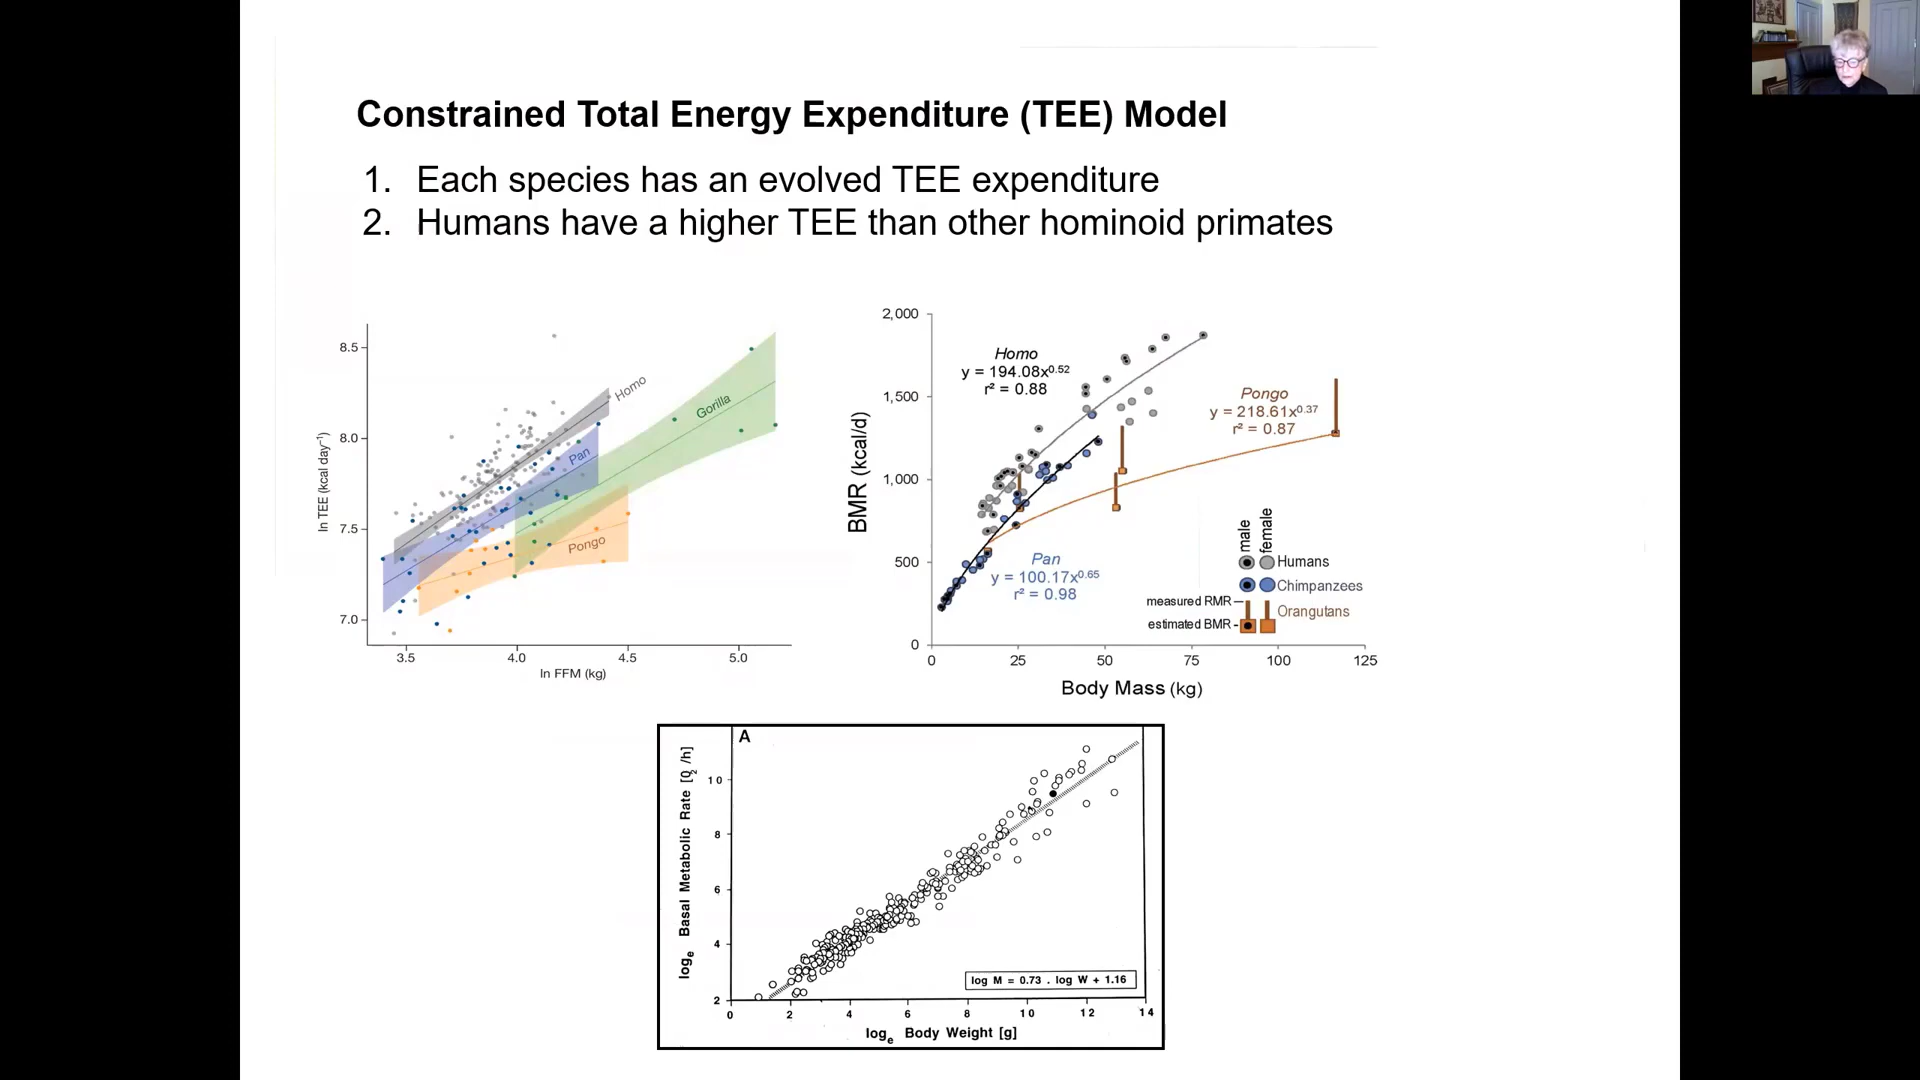 Constrained Total Energy Expenditure (TEE) Model
1. Each species has an evolved TEE expenditure
2. Humans have a higher TEE than other hominoid primates
8.5
8.0
7.5
7.0
ln TEE (kcal day⁻¹)
Homo
Pan
Gorilla
Pongo
3.5 4.0 4.5 5.0
ln FFM (kg)
2,000
1,500
1,000
500
0
BMR (kcal/d)
Homo
y = 194.08x^0.52
r² = 0.88
Pongo
y = 218.61x^0.37
r² = 0.87
Pan
y = 100.17x^0.65
r² = 0.98
male
female
Humans
Chimpanzees
measured RMR
Orangutans
estimated BMR
0 25 50 75 100 125
Body Mass (kg)
A
10
8
6
4
2
logₑ Basal Metabolic Rate [O₂/h]
log M = 0.73 . log W + 1.16
0 2 4 6 8 10 12 14
logₑ Body Weight [g]